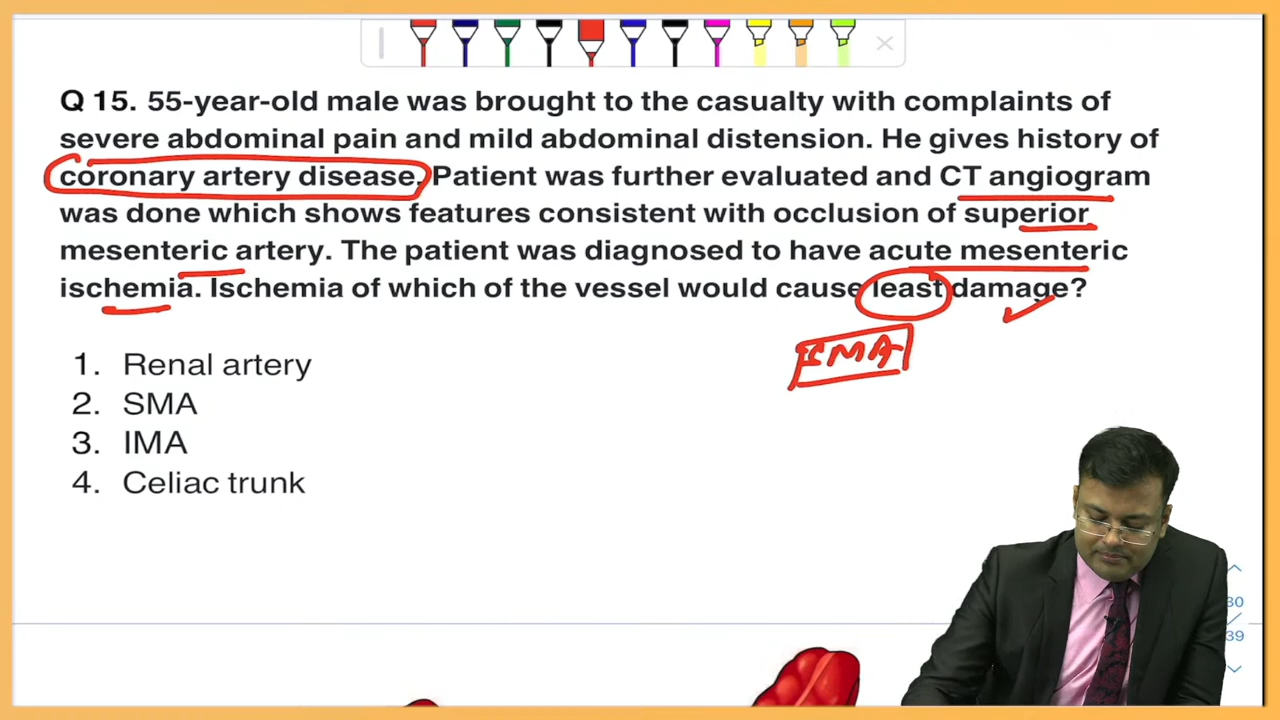 Q 15. 55-year-old male was brought to the casualty with complaints of
severe abdominal pain and mild abdominal distension. He gives history of
coronary artery disease. Patient was further evaluated and CT angiogram
was done which shows features consistent with occlusion of superior
mesenteric artery. The patient was diagnosed to have acute mesenteric
ischemia. Ischemia of which of the vessel would cause least damage?
IMA
1. Renal artery
2. SMA
3. IMA
4. Celiac trunk
30
39